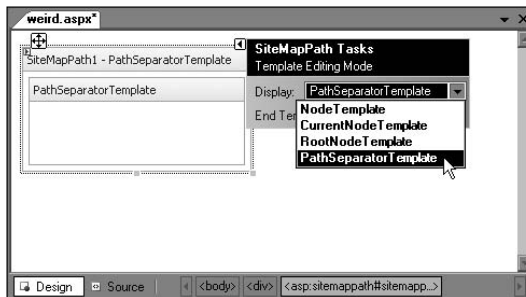 weird.aspx*
SiteMapPath1 - PathSeparatorTemplate
PathSeparatorTemplate
SiteMapPath Tasks
Template Editing Mode
Display: PathSeparatorTemplate
End Ter
NodeTemplate
CurrentNodeTemplate
RootNodeTemplate
PathSeparatorTemplate
Design
Source
<body> <div> <asp:sitemappath#sitemapp...>